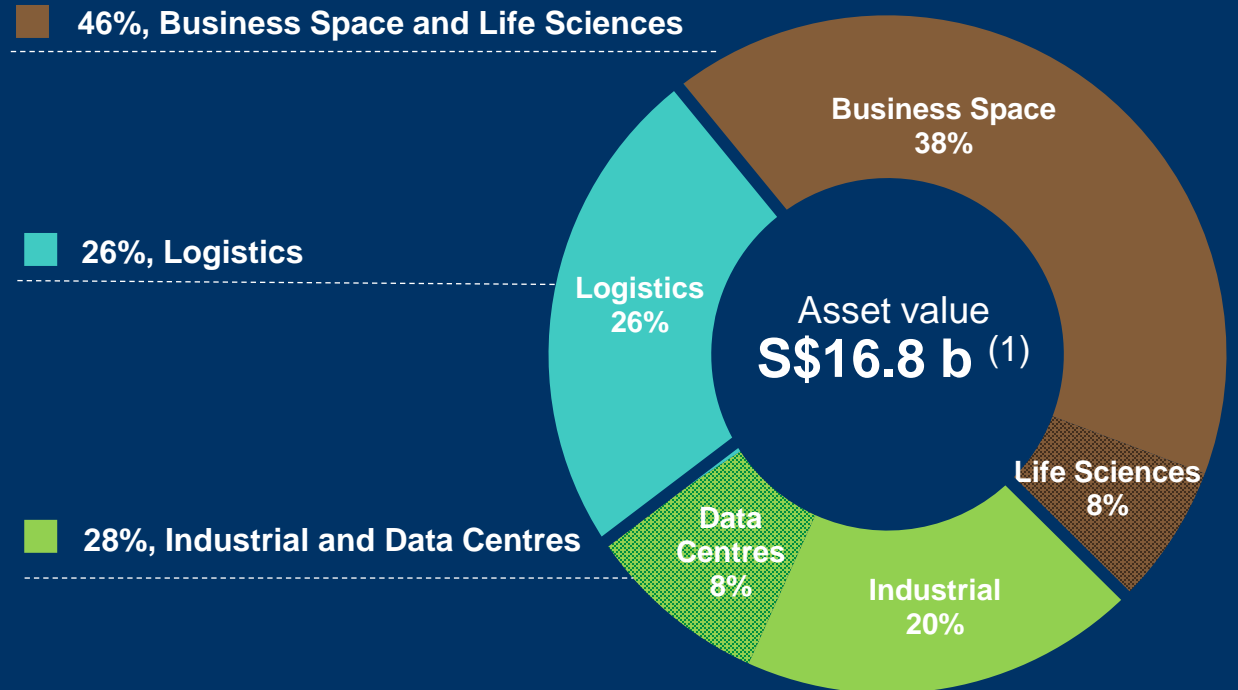 46%, Business Space and Life Sciences
Business Space
38%
26%, Logistics
Logistics
26%
Asset value
S$16.8 b (1)
Life Sciences
8%
28%, Industrial and Data Centres
Data
Centres
8%
Industrial
20%